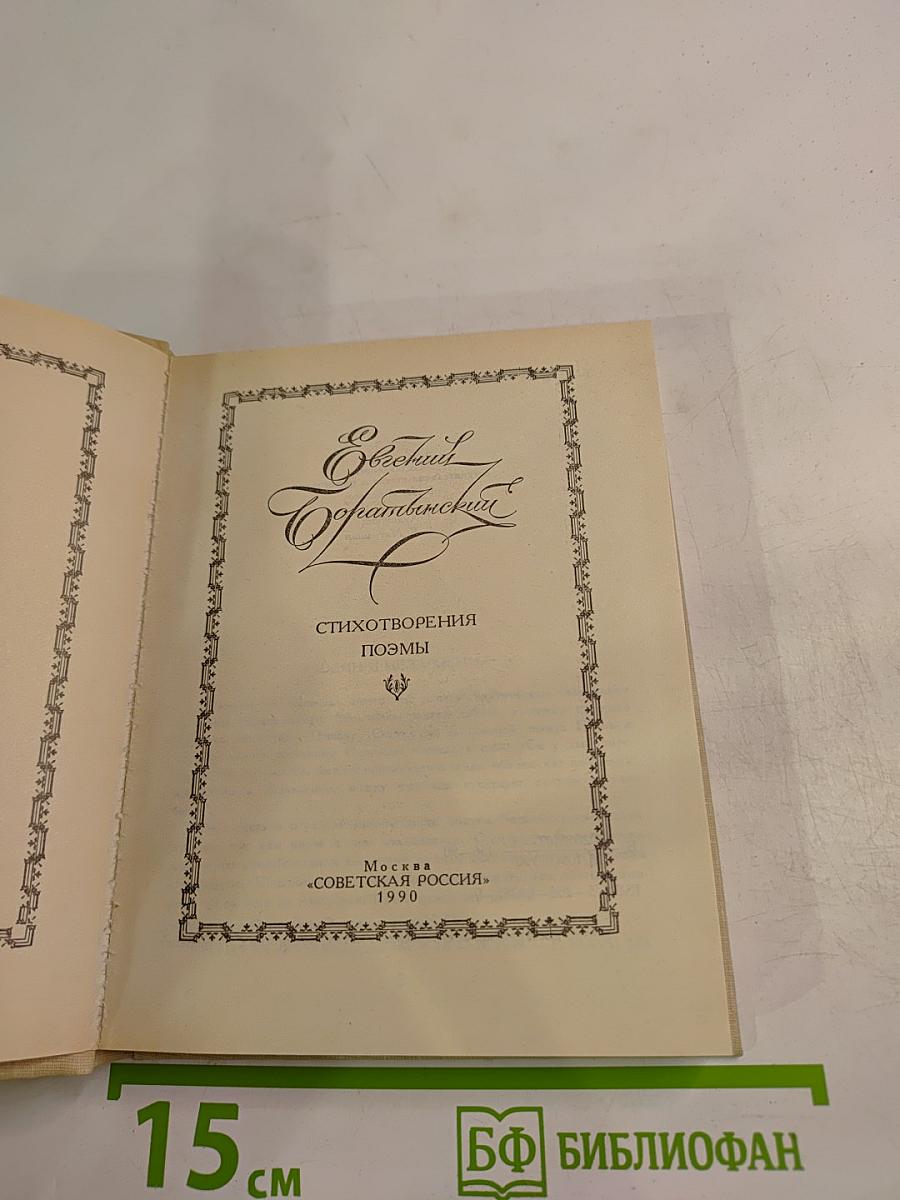 Евгений
Боратынский
СТИХОТВОРЕНИЯ
ПОЭМЫ
Москва
«СОВЕТСКАЯ РОССИЯ»
1990
15 см
БФ БИБЛИОФАН